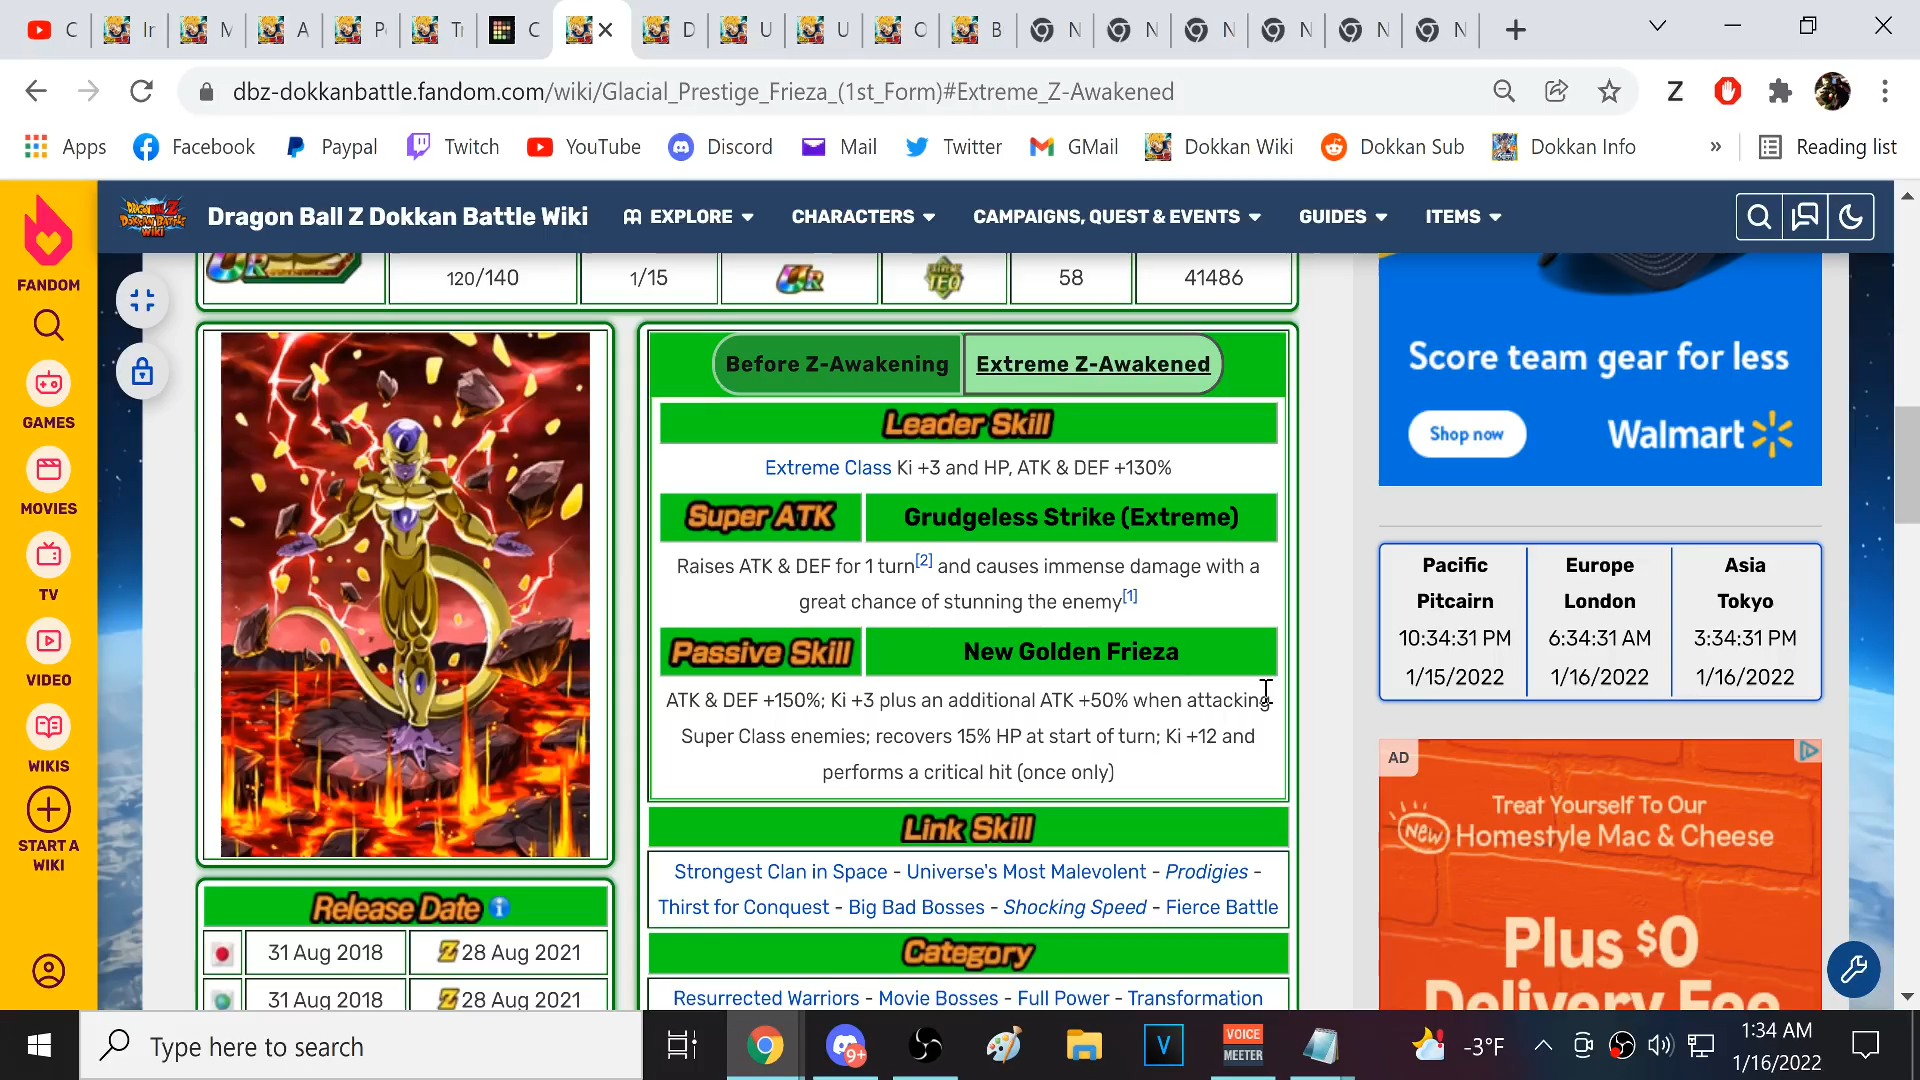 C
Ir
M
A
P
Tr
C
D
U
U
C
B
N
N
N
N
N
N
dbz-dokkanbattle.fandom.com/wiki/Glacial_Prestige_Frieza_(1st_Form)#Extreme_Z-Awakened
Z
Apps
Facebook
Paypal
Twitch
YouTube
Discord
Mail
Twitter
GMail
Dokkan Wiki
Dokkan Sub
Dokkan Info
»
Reading list
Dragon Ball Z Dokkan Battle Wiki
EXPLORE
CHARACTERS
CAMPAIGNS, QUEST & EVENTS
GUIDES
ITEMS
FANDOM
GAMES
MOVIES
TV
VIDEO
WIKIS
START A
WIKI
120/140
1/15
UR
EXTREME
TEQ
58
41486
Before Z-Awakening
Extreme Z-Awakened
Leader Skill
Extreme Class Ki +3 and HP, ATK & DEF +130%
Super ATK
Grudgeless Strike (Extreme)
Raises ATK & DEF for 1 turn[2] and causes immense damage with a
great chance of stunning the enemy[1]
Passive Skill
New Golden Frieza
ATK & DEF +150%; Ki +3 plus an additional ATK +50% when attacking
Super Class enemies; recovers 15% HP at start of turn; Ki +12 and
performs a critical hit (once only)
Link Skill
Strongest Clan in Space - Universe's Most Malevolent - Prodigies -
Thirst for Conquest - Big Bad Bosses - Shocking Speed - Fierce Battle
Category
Resurrected Warriors - Movie Bosses - Full Power - Transformation
Release Date
31 Aug 2018
Z 28 Aug 2021
31 Aug 2018
Z 28 Aug 2021
Score team gear for less
Shop now
Walmart
Pacific
Pitcairn
10:34:31 PM
1/15/2022
Europe
London
6:34:31 AM
1/16/2022
Asia
Tokyo
3:34:31 PM
1/16/2022
AD
Treat Yourself To Our
New
Homestyle Mac & Cheese
Plus $0
Delivery Fee
Type here to search
9+
V
VOICE
MEETER
-3°F
1:34 AM
1/16/2022